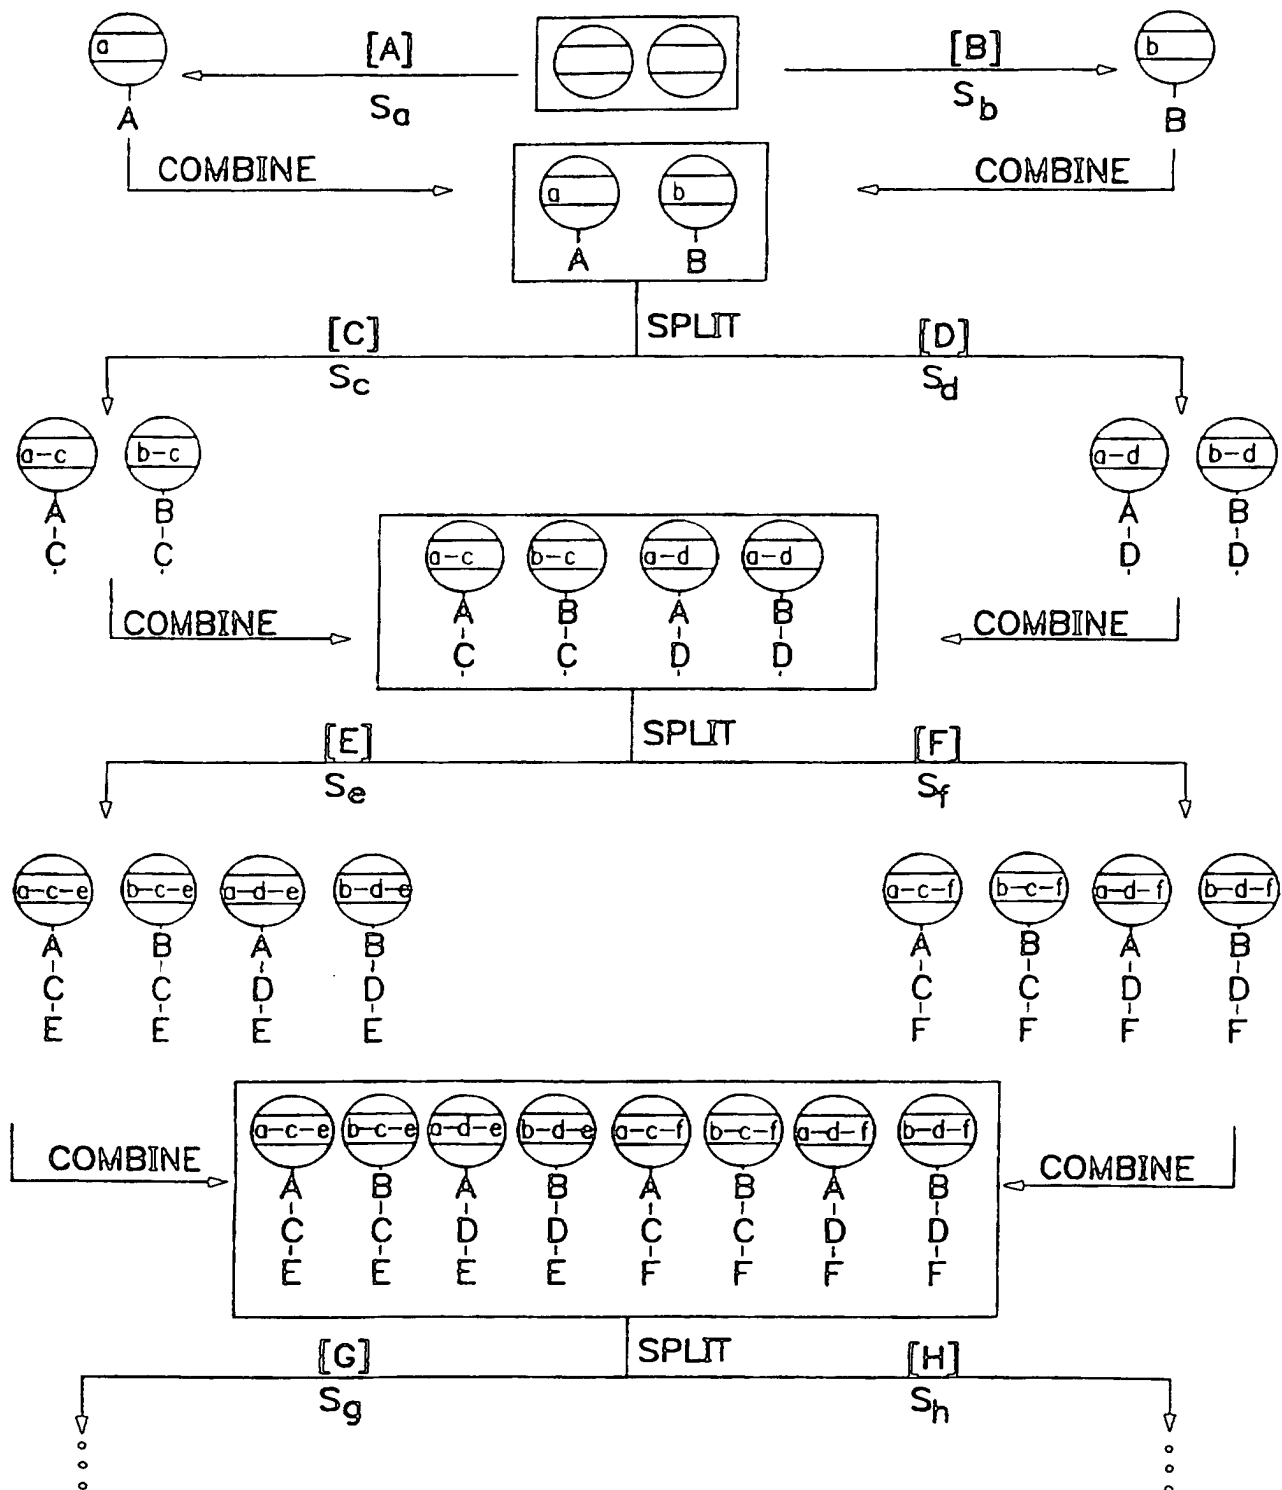 a [A] [B] b
Sa Sb
A B
COMBINE COMBINE
a b
A B
SPLIT
[C] [D]
Sc Sd
a-c b-c a-d b-d
A B A B
C C D D
a-c b-c a-d a-d
A B A B
C C D D
COMBINE COMBINE
SPLIT
[E] [F]
Se Sf
a-c-e b-c-e a-d-e b-d-e a-c-f b-c-f a-d-f b-d-f
A B A B A B A B
C C D D C C D D
E E E E F F F F
a-c-e b-c-e a-d-e b-d-e a-c-f b-c-f a-d-f b-d-f
COMBINE COMBINE
A B A B A B A B
C C D D C C D D
E E E E F F F F
SPLIT
[G] [H]
Sg Sh